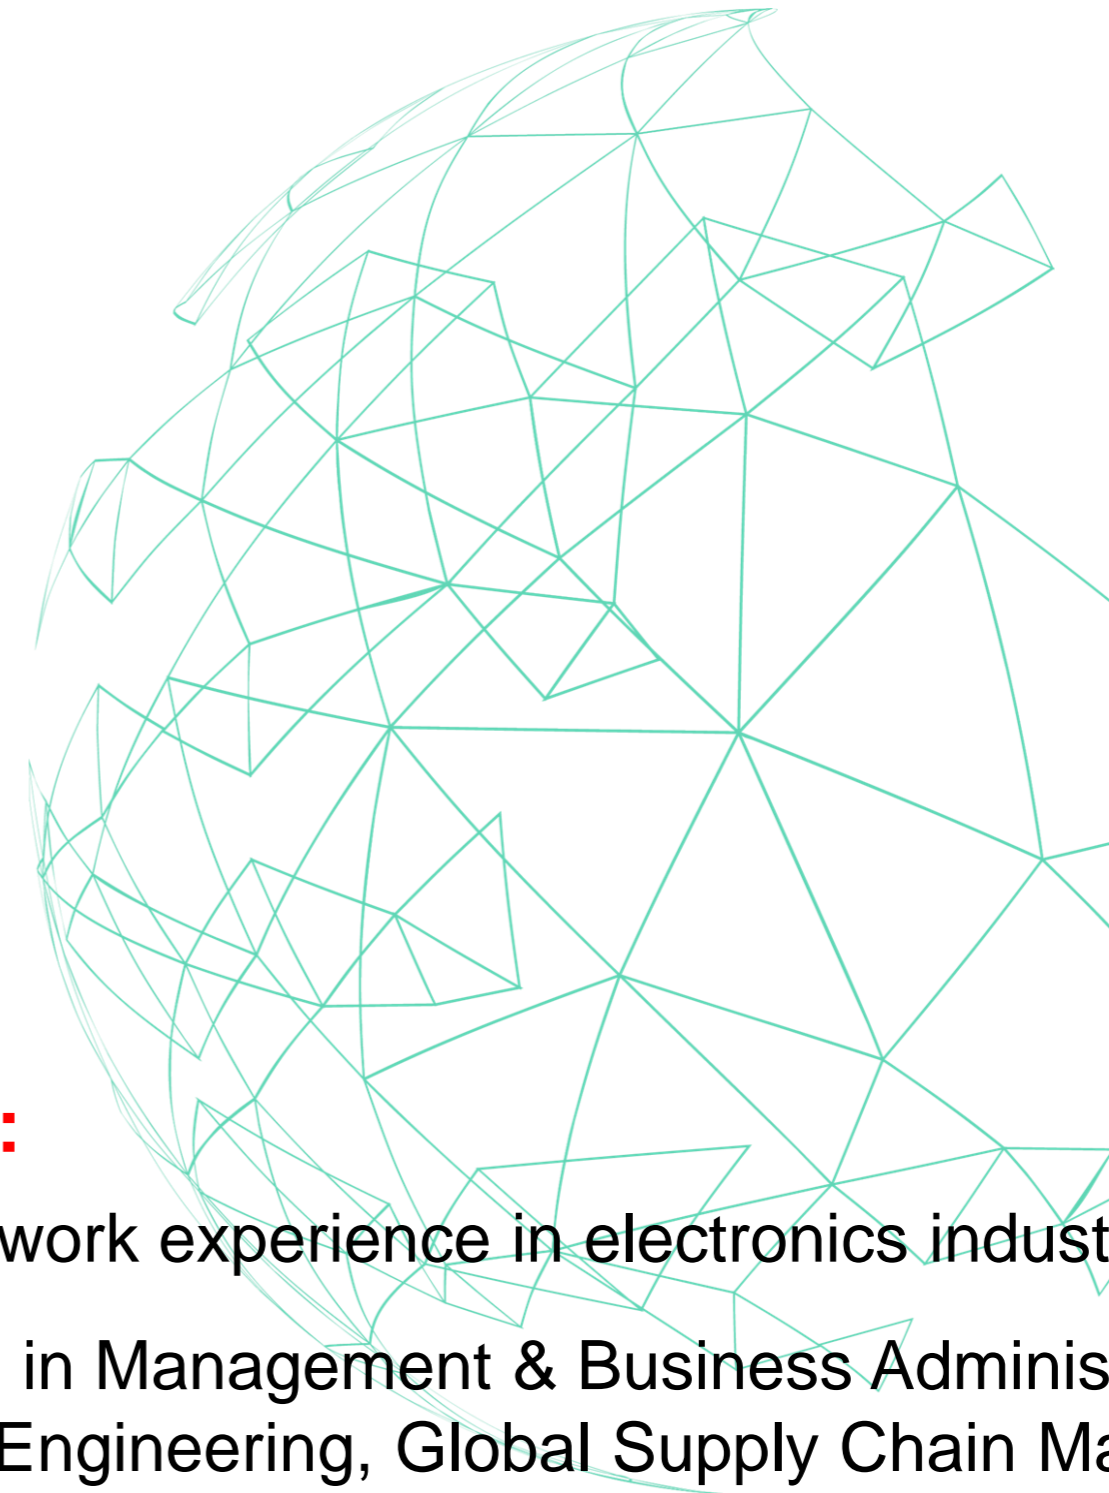 :
work experience in electronics indust
in Management & Business Adminis
Engineering, Global Supply Chain Ma